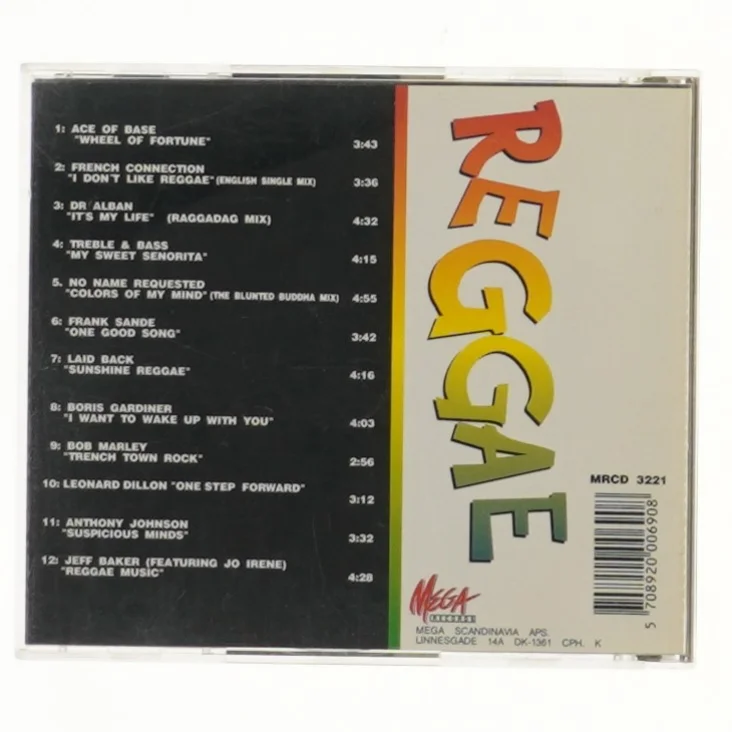 1: ACE OF BASE
"WHEEL OF FORTUNE" 3:43
2: FRENCH CONNECTION
"I DON'T LIKE REGGAE" (ENGLISH SINGLE MIX) 3:36
3: DR ALBAN
"IT'S MY LIFE" (RAGGADAG MIX) 4:32
4: TREBLE & BASS
"MY SWEET SENORITA" 4:15
5. NO NAME REQUESTED
"COLORS OF MY MIND" (THE BLUNTED BUDDHA MIX) 4:55
6: FRANK SANDE
"ONE GOOD SONG" 3:42
7: LAID BACK
"SUNSHINE REGGAE" 4:16
8: BORIS GARDINER
"I WANT TO WAKE UP WITH YOU" 4:03
9: BOB MARLEY
"TRENCH TOWN ROCK" 2:56
10: LEONARD DILLON "ONE STEP FORWARD"
3:12
11: ANTHONY JOHNSON
"SUSPICIOUS MINDS" 3:32
12: JEFF BAKER (FEATURING JO IRENE)
"REGGAE MUSIC" 4:28
REGGAE
MRCD 3221
5 708920 006908
MEGA
RECORDS
MEGA SCANDINAVIA APS.
LINNESGADE 14A DK-1361 CPH. K